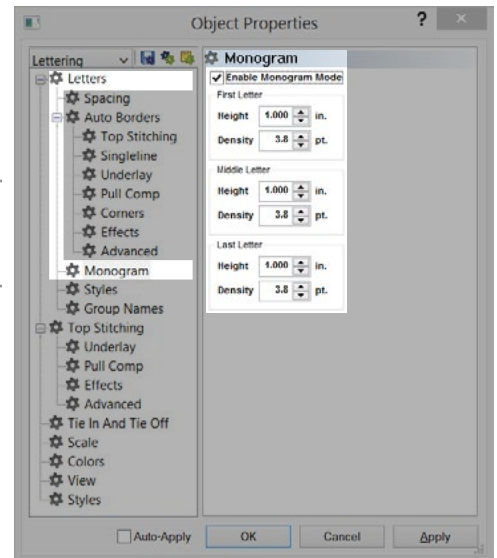 Object Properties ? ×
Lettering
Letters
Spacing
Auto Borders
Top Stitching
Singleline
Underlay
Pull Comp
Corners
Effects
Advanced
Monogram
Styles
Group Names
Top Stitching
Underlay
Pull Comp
Effects
Advanced
Tie In And Tie Off
Scale
Colors
View
Styles
Monogram
Enable Monogram Mode
First Letter
Height 1.000 in.
Density 3.8 pt.
Middle Letter
Height 1.000 in.
Density 3.8 pt.
Last Letter
Height 1.000 in.
Density 3.8 pt.
Auto-Apply OK Cancel Apply